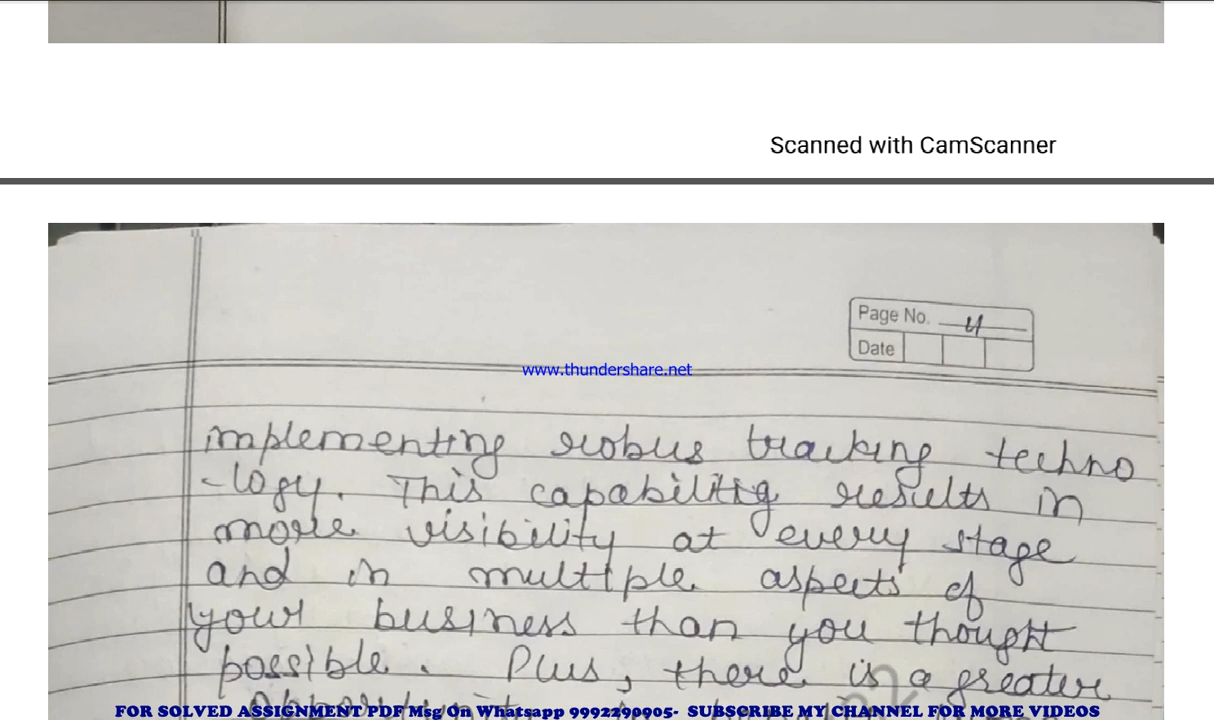 Scanned with CamScanner
Page No. 4
Date
www.thundershare.net
implementing robus tracking techno
-logy. This capability results in
more visibility at every stage
and in multiple aspects of
your business than you thought
possible. Plus, there is a greater
FOR SOLVED ASSIGNMENT PDF Msg On Whatsapp 9992290905- SUBSCRIBE MY CHANNEL FOR MORE VIDEOS